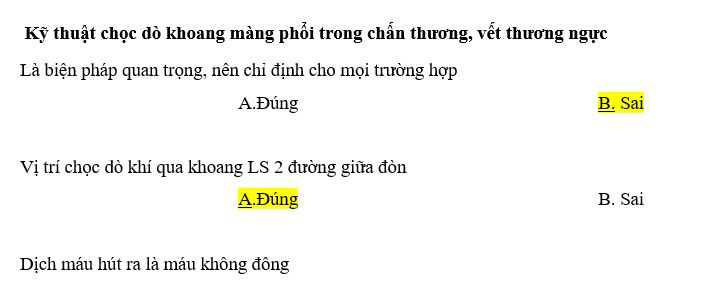 Kỹ thuật chọc dò khoang màng phổi trong chấn thương, vết thương ngực
Là biện pháp quan trọng, nên chỉ định cho mọi trường hợp
A.Đúng B. Sai
Vị trí chọc dò khí qua khoang LS 2 đường giữa đòn
A.Đúng B. Sai
Dịch máu hút ra là máu không đông